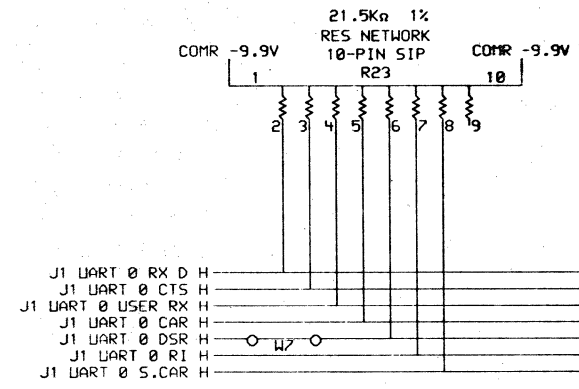 21.5KΩ 1%
RES NETWORK
COMR -9.9V 10-PIN SIP COMR -9.9V
1 R23 10
2 3 4 5 6 7 8 9
J1 UART 0 RX D H
J1 UART 0 CTS H
J1 UART 0 USER RX H
J1 UART 0 CAR H
J1 UART 0 DSR H W7
J1 UART 0 RI H
J1 UART 0 S.CAR H